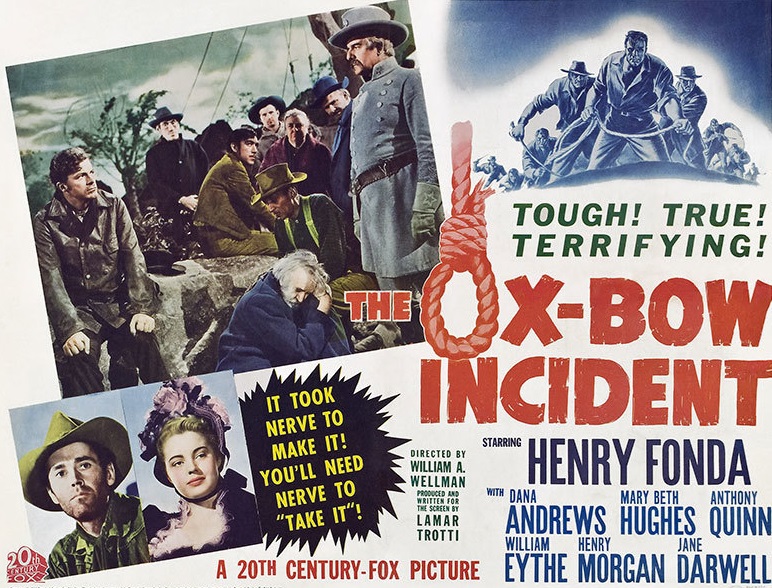 TOUGH! TRUE!
TERRIFYING!
THE OX-BOW
INCIDENT
IT TOOK
NERVE TO
MAKE IT!
YOU'LL NEED
NERVE TO
"TAKE IT"!
DIRECTED BY
WILLIAM A.
WELLMAN
PRODUCED AND
WRITTEN FOR
THE SCREEN BY
LAMAR
TROTTI
STARRING
HENRY FONDA
WITH DANA ANDREWS
MARY BETH HUGHES
ANTHONY QUINN
WILLIAM EYTHE
HENRY MORGAN
JANE DARWELL
20th
CENTURY
FOX
A 20TH CENTURY-FOX PICTURE